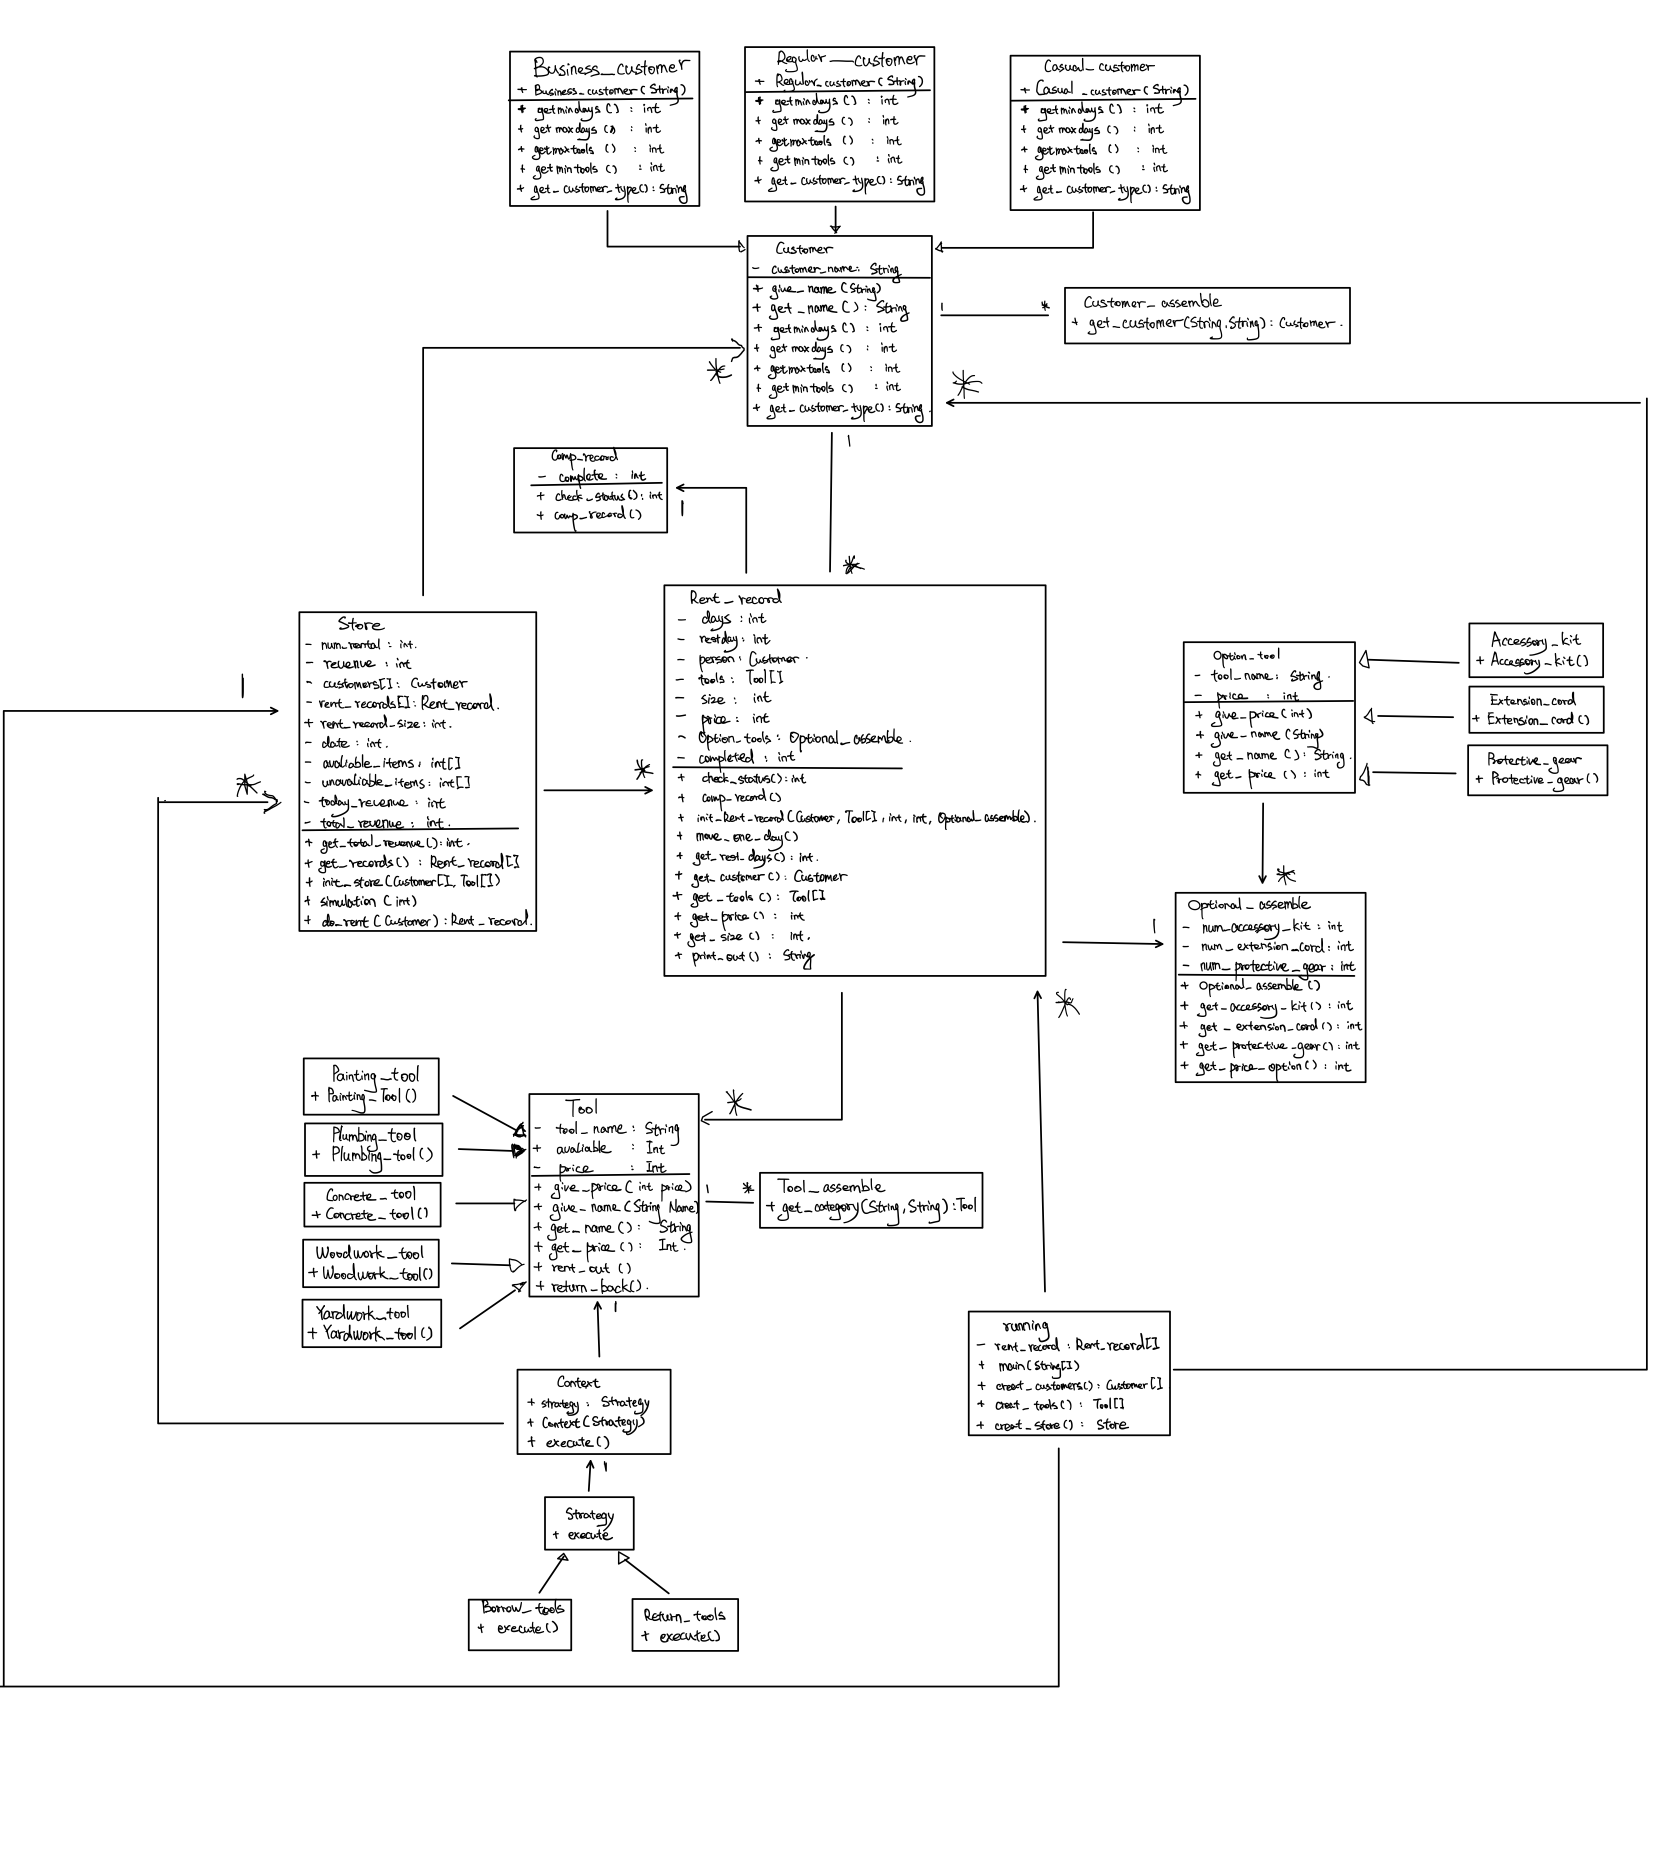 Business_customer
+ Business_customer (String)
+ getmindays () : int
+ get maxdays () : int
+ getmaxtools () : int
+ getmintools () : int
+ get_customer_type() : String
Regular_customer
+ Regular_customer (String)
+ getmindays () : int
+ get maxdays () : int
+ getmaxtools () : int
+ getmintools () : int
+ get_customer_type() : String
Casual_customer
+ Casual_customer (String)
+ getmindays () : int
+ get maxdays () : int
+ getmaxtools () : int
+ getmintools () : int
+ get_customer_type() : String
Customer
- customer_name: String
+ give_name (String)
+ get_name () : String
+ getmindays () : int
+ get maxdays () : int
+ getmaxtools () : int
+ getmintools () : int
+ get_customer_type() : String.
1 *
Customer_assemble
+ get_customer(String,String) : Customer.
*
*
1
Comp_record
- complete : int
+ check_status() : int
+ comp_record()
1
*
Store
- num_rental : int.
- revenue : int
- customers[] : Customer
- rent_records[] : Rent_record.
+ rent_record_size : int.
- date : int.
- avaliable_items : int[]
- unavaliable_items : int[]
- today_revenue : int
- total_revenue : int.
+ get_total_revenue() : int.
+ get_records() : Rent_record[]
+ init_store (Customer[], Tool[])
+ simulation (int)
+ do_rent (Customer) : Rent_record.
1
*
*
Rent_record
- days : int
- restday : int
- person : Customer.
- tools : Tool[]
- size : int
- price : int
- Option_tools : Optional_assemble.
- completed : int
+ check_status() : int
+ comp_record()
+ init_Rent_record (Customer, Tool[], int, int, Optional_assemble).
+ move_one_day()
+ get_rest_days() : int.
+ get_customer() : Customer
+ get_tools () : Tool[]
+ get_price() : int
+ get_size () : int.
+ print_out() : String
Option_tool
- tool_name : String.
- price : int
+ give_price (int)
+ give_name (String)
+ get_name () : String.
+ get_price () : int
Accessory_kit
+ Accessory_kit()
Extension_cord
+ Extension_cord ()
Protective_gear
+ Protective_gear()
*
1
Optional_assemble
- num_accessory_kit : int
- num_extension_cord : int
- num_protective_gear : int
+ Optional_assemble ()
+ get_accessory_kit() : int
+ get_extension_cord() : int
+ get_protective_gear() : int
+ get_price_option() : int
*
Painting_tool
+ Painting_Tool()
Plumbing_tool
+ Plumbing_tool()
Concrete_tool
+ Concrete_tool()
Woodwork_tool
+ Woodwork_tool()
Yardwork_tool
+ Yardwork_tool()
*
Tool
- tool_name : String
+ avaliable : Int
- price : Int
+ give_price (int price)
+ give_name (String Name)
+ get_name() : String
+ get_price () : Int.
+ rent_out ()
+ return_back().
1 *
Tool_assemble
+ get_category(String, String) : Tool
1
Context
+ strategy : Strategy
+ Context (Strategy)
+ execute()
1
Strategy
+ execute
Borrow_tools
+ execute()
Return_tools
+ execute()
running
- rent_record : Rent_record[]
+ main(String[])
+ creat_customers() : Customer[]
+ creat_tools() : Tool[]
+ creat_store() : Store